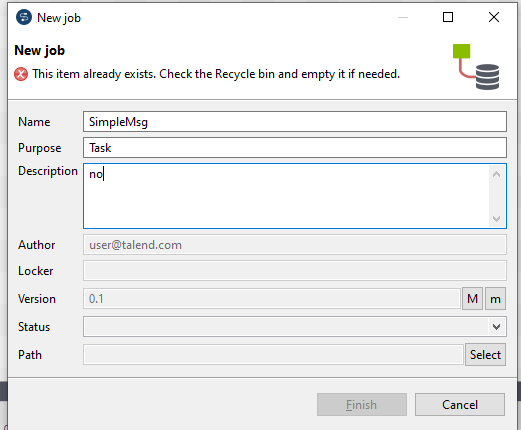 New job
New job
This item already exists. Check the Recycle bin and empty it if needed.
Name SimpleMsg
Purpose Task
Description no
Author user@talend.com
Locker
Version 0.1 M m
Status
Path Select
Finish Cancel